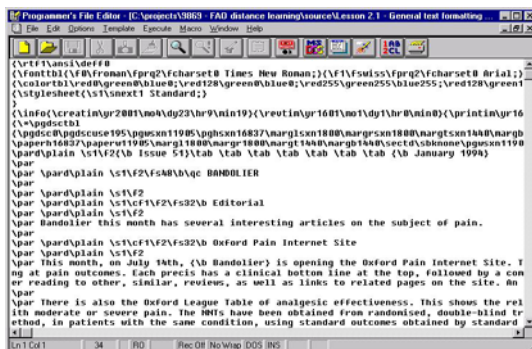 Programmer's File Editor - [C:\projects\9869 - FAO distance learning\source\Lesson 2.1 - General text formatting ...
File Edit Options Template Execute Macro Window Help
{\rtf1\ansi\deff0
{\fonttbl{\f0\froman\fprq2\fcharset0 Times New Roman;}{\f1\fswiss\fprq2\fcharset0 Arial;}
{\colortbl\red0\green0\blue0;\red128\green0\blue0;\red255\green255\blue255;\red128\green1
{\stylesheet{\s1\snext1 Standard;}
}
{\info{\creatim\yr2001\mo4\dy23\hr9\min19}{\revtim\yr1601\mo1\dy1\hr0\min0}{\printim\yr16
{\*\pgdsctbl
{\pgdsc0\pgdscuse195\pgwsxn11905\pghsxn16837\marglsxn1800\margrsxn1800\margtsxn1440\margb
\paperh16837\paperw11905\margl1800\margr1800\margt1440\margb1440\sectd\sbknone\pgwsxn1190
\pard\plain \s1\f2{\b Issue 51}\tab \tab \tab \tab \tab \tab {\b January 1994}
\par
\par \pard\plain \s1\f2\fs48\b\qc BANDOLIER
\par
\par \pard\plain \s1\cf1\f2\fs32\b Editorial
\par \pard\plain \s1\f2
\par Bandolier this month has several interesting articles on the subject of pain.
\par
\par \pard\plain \s1\cf1\f2\fs32\b Oxford Pain Internet Site
\par \pard\plain \s1\f2
\par This month, on July 14th, {\b Bandolier} is opening the Oxford Pain Internet Site. T
ng at pain outcomes. Each precis has a clinical bottom line at the top, followed by a com
er reading to other, similar, reviews, as well as links to related pages on the site. An
\par
\par There is also the Oxford League Table of analgesic effectiveness. This shows the rel
ith moderate or severe pain. The NNTs have been obtained from randomised, double-blind tr
ethod, in patients with the same condition, using standard outcomes obtained by standard
Ln 1 Col 1 34 RO Rec Off No Wrap DOS INS